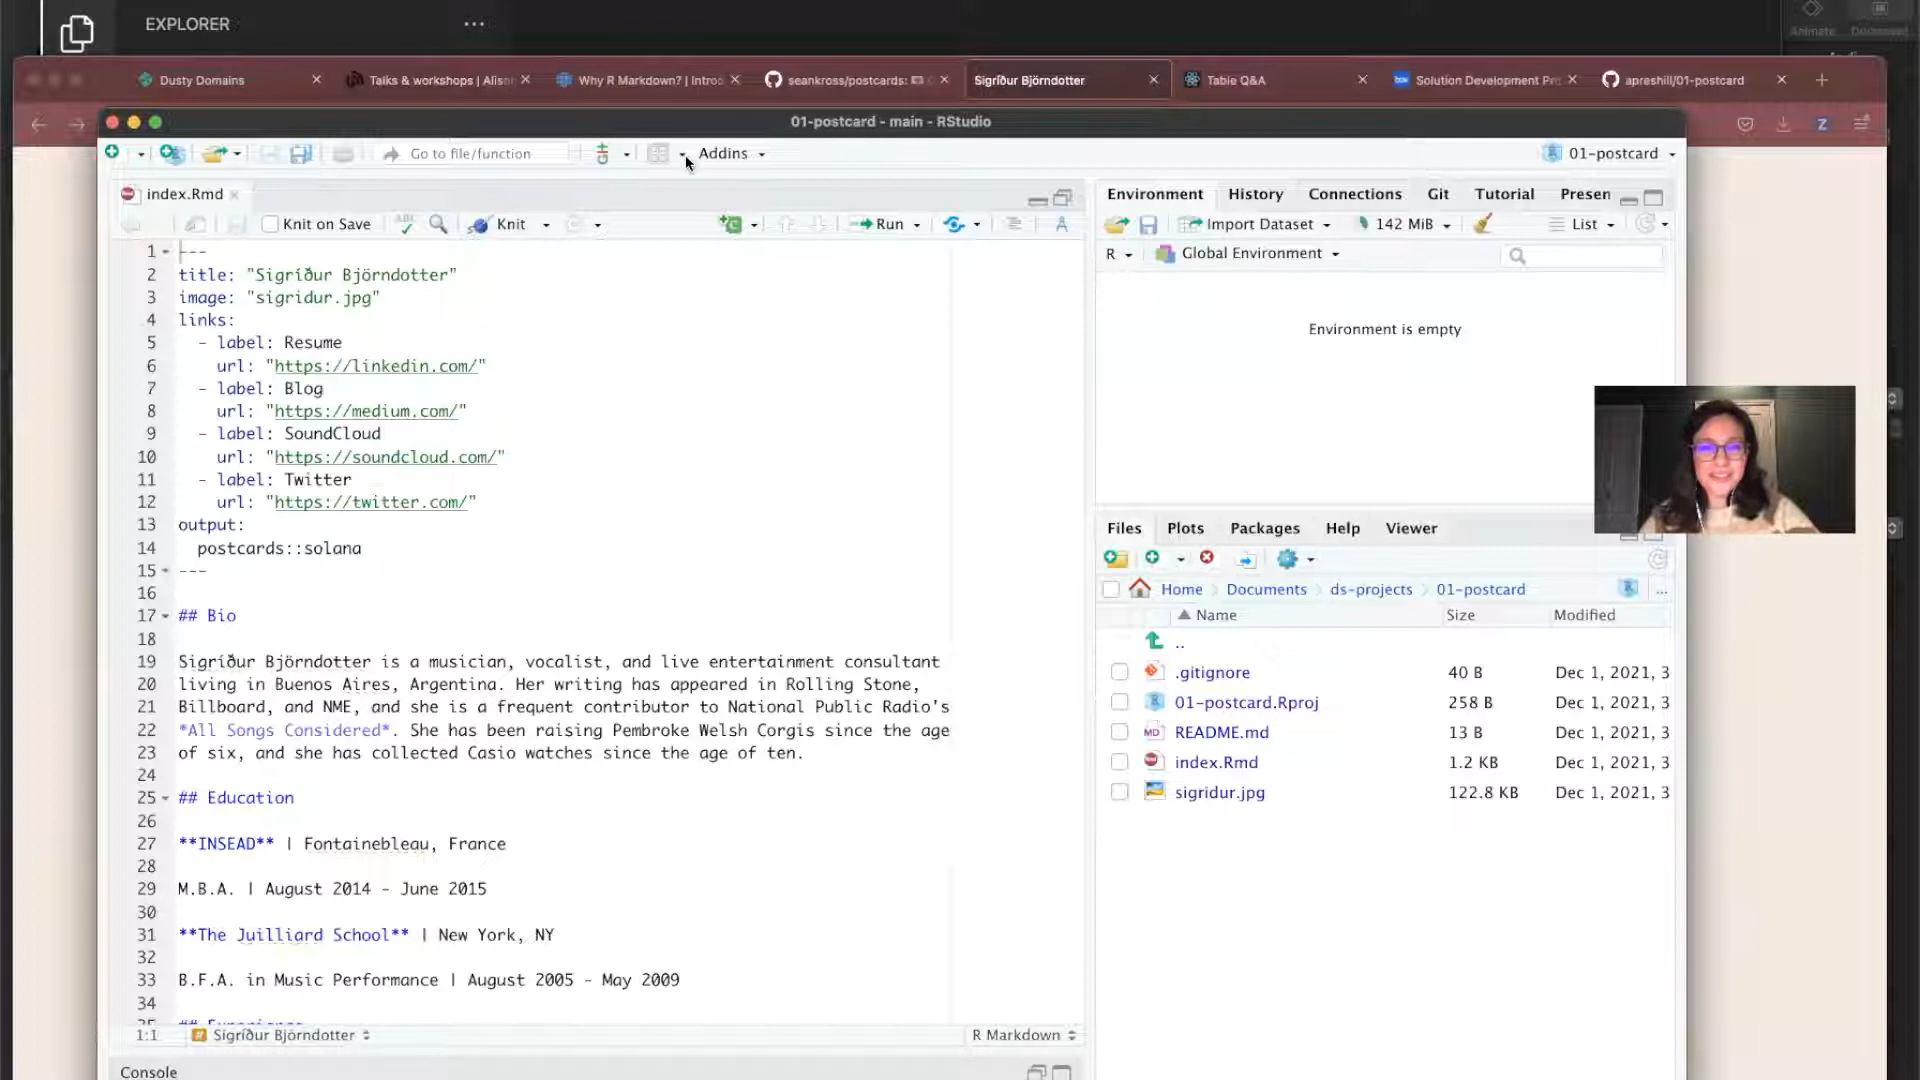 EXPLORER
Animate
Dusty Domains
Talks & workshops | Alison
Why R Markdown? | Introd
seankross/postcards:
Sigríður Björndotter
Table Q&A
Solution Development Pro
apreshill/01-postcard
01-postcard - main - RStudio
Go to file/function
Addins
01-postcard
index.Rmd
Knit on Save
Knit
Run
1 ---
2 title: "Sigríður Björndotter"
3 image: "sigridur.jpg"
4 links:
5 - label: Resume
6 url: "https://linkedin.com/"
7 - label: Blog
8 url: "https://medium.com/"
9 - label: SoundCloud
10 url: "https://soundcloud.com/"
11 - label: Twitter
12 url: "https://twitter.com/"
13 output:
14 postcards::solana
15 ---
16
17 ## Bio
18
19 Sigríður Björndotter is a musician, vocalist, and live entertainment consultant
20 living in Buenos Aires, Argentina. Her writing has appeared in Rolling Stone,
21 Billboard, and NME, and she is a frequent contributor to National Public Radio's
22 *All Songs Considered*. She has been raising Pembroke Welsh Corgis since the age
23 of six, and she has collected Casio watches since the age of ten.
24
25 ## Education
26
27 **INSEAD** | Fontainebleau, France
28
29 M.B.A. | August 2014 - June 2015
30
31 **The Juilliard School** | New York, NY
32
33 B.F.A. in Music Performance | August 2005 - May 2009
34
35 ## Experience
1:1 Sigríður Björndotter R Markdown
Console
Environment History Connections Git Tutorial Presen
Import Dataset 142 MiB List
R Global Environment
Environment is empty
Files Plots Packages Help Viewer
Home Documents ds-projects 01-postcard ...
Name Size Modified
..
.gitignore 40 B Dec 1, 2021, 3
01-postcard.Rproj 258 B Dec 1, 2021, 3
README.md 13 B Dec 1, 2021, 3
index.Rmd 1.2 KB Dec 1, 2021, 3
sigridur.jpg 122.8 KB Dec 1, 2021, 3